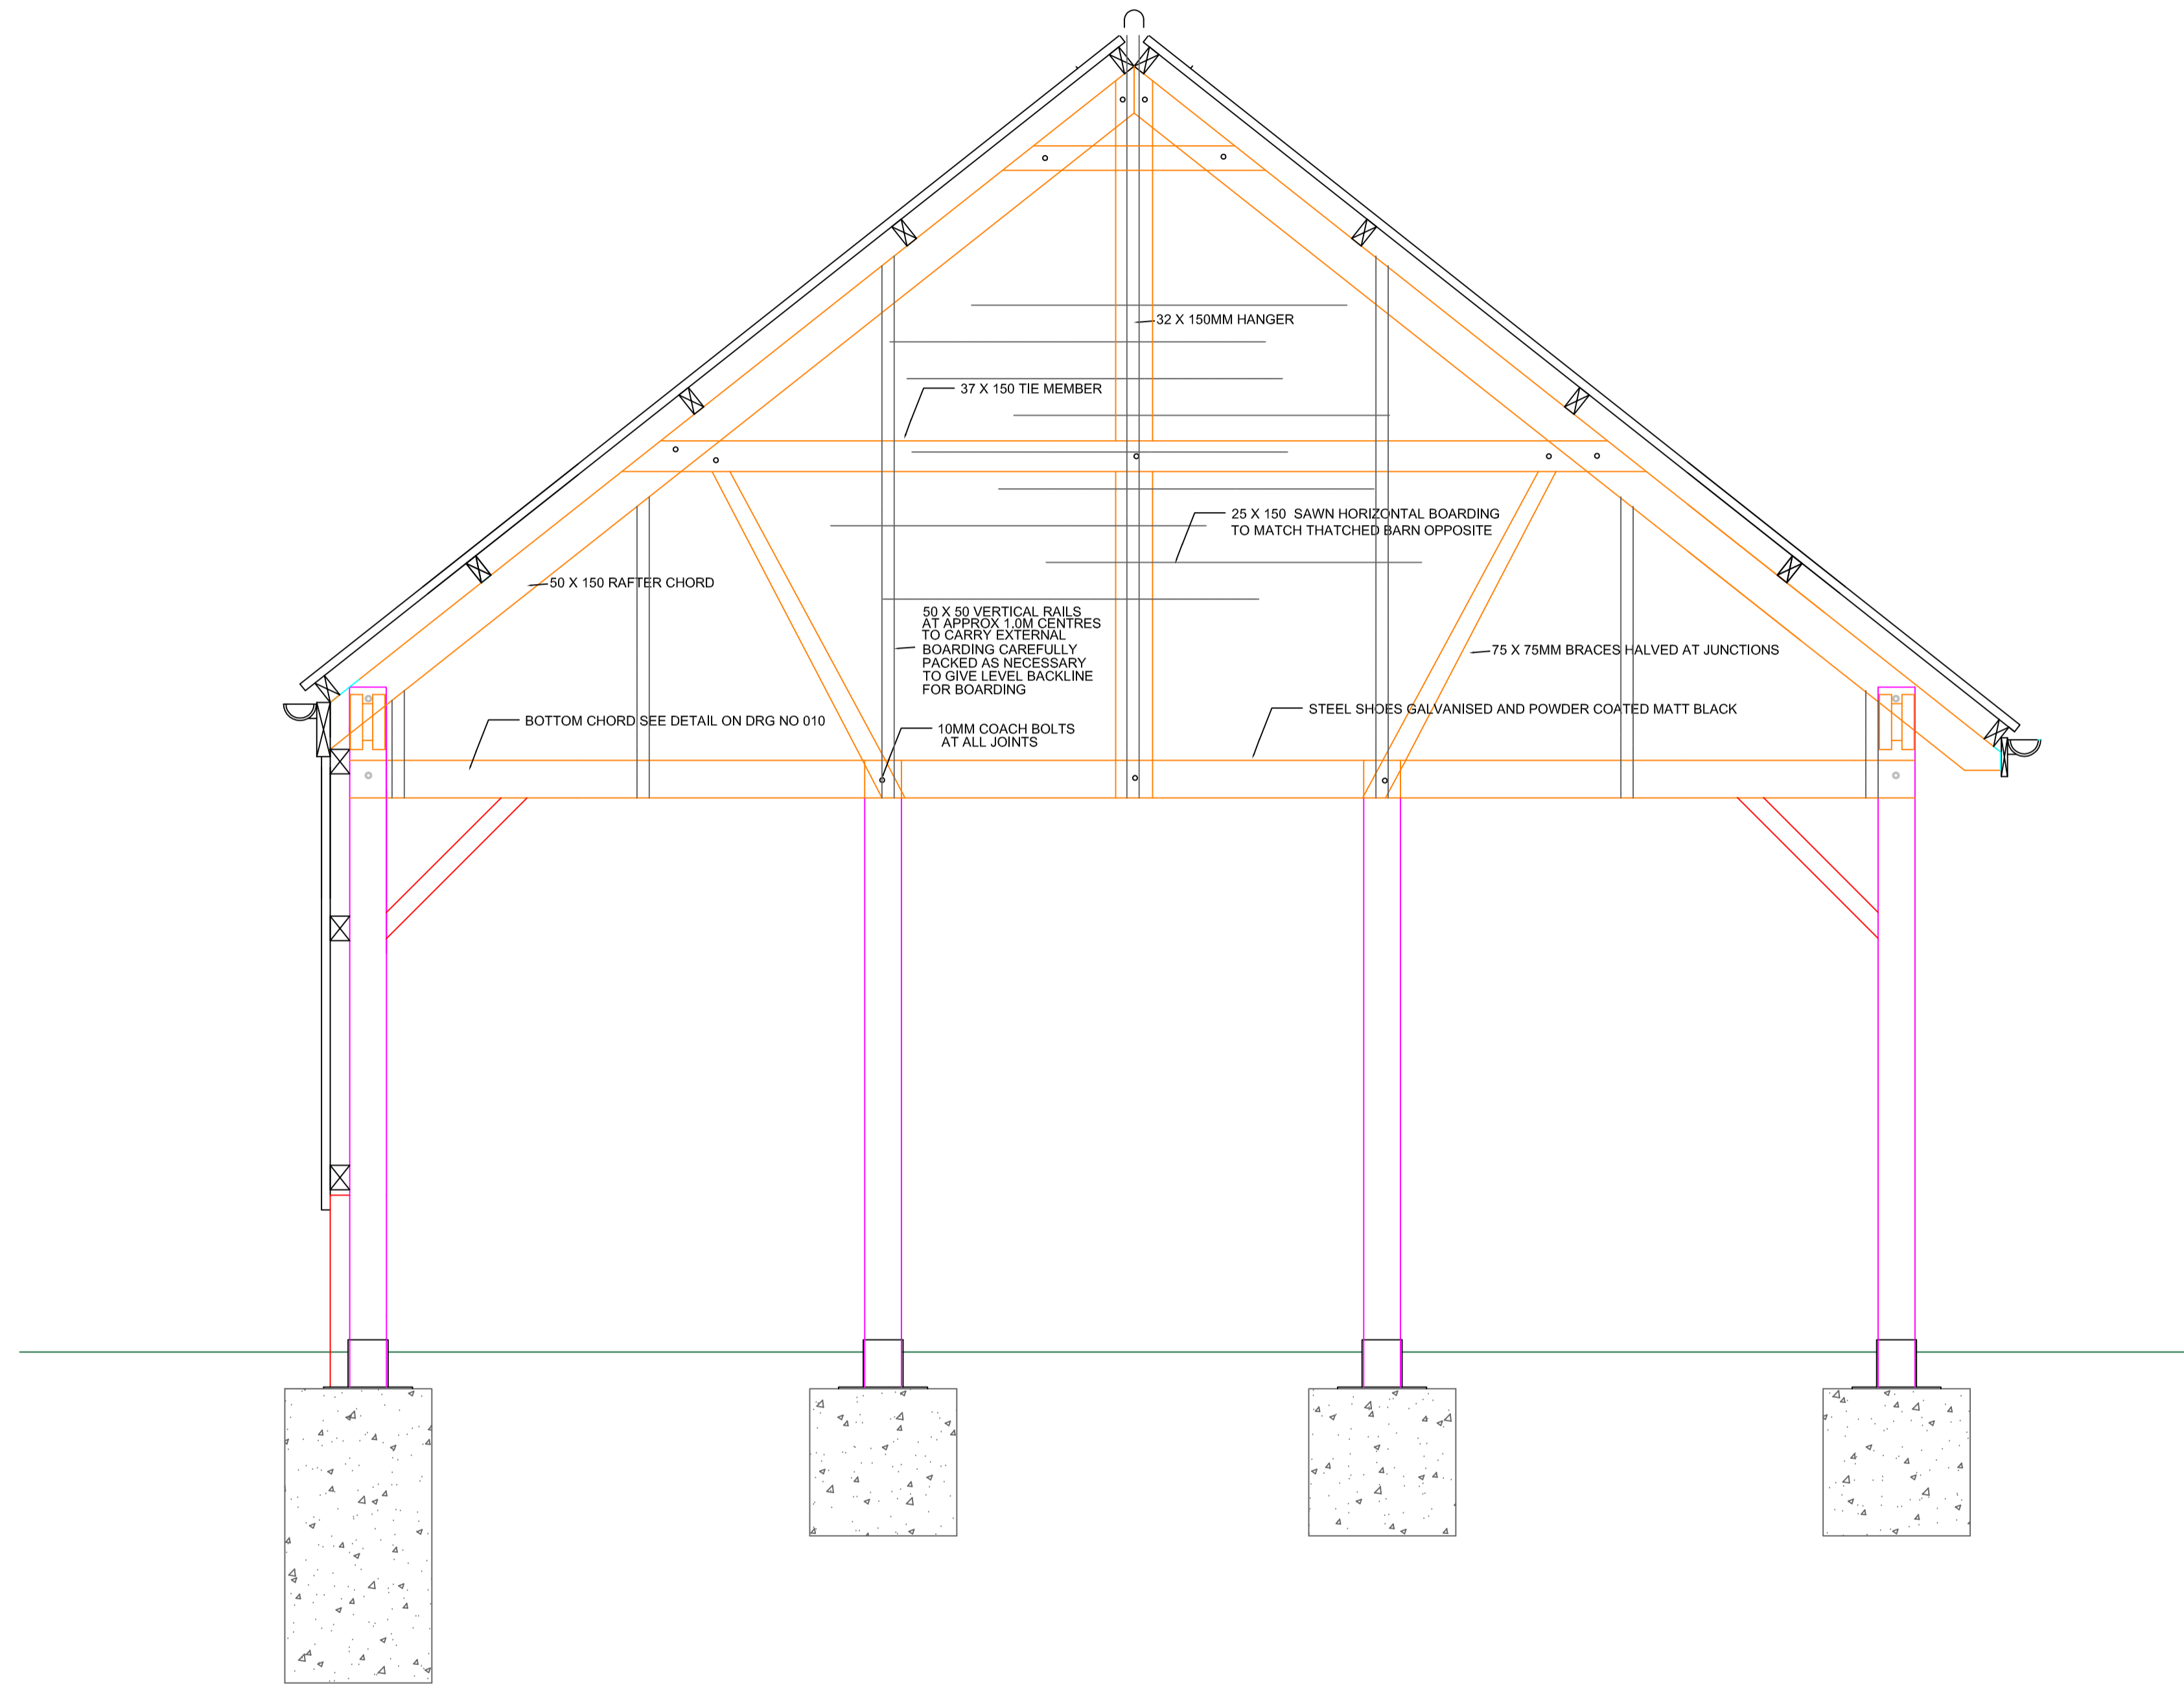 32 X 150MM HANGER
37 X 150 TIE MEMBER
25 X 150  SAWN HORIZONTAL BOARDING
TO MATCH THATCHED BARN OPPOSITE
50 X 150 RAFTER CHORD
50 X 50 VERTICAL RAILS
AT APPROX 1.0M CENTRES
TO CARRY EXTERNAL
BOARDING CAREFULLY
PACKED AS NECESSARY
TO GIVE LEVEL BACKLINE
FOR BOARDING
75 X 75MM BRACES HALVED AT JUNCTIONS
BOTTOM CHORD SEE DETAIL ON DRG NO 010
10MM COACH BOLTS
AT ALL JOINTS
STEEL SHOES GALVANISED AND POWDER COATED MATT BLACK